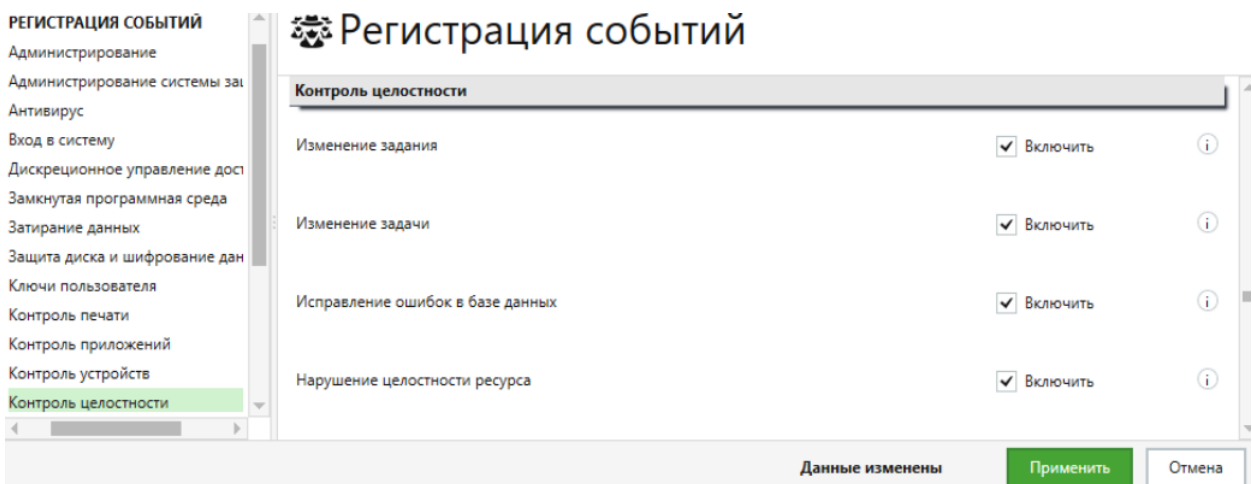 РЕГИСТРАЦИЯ СОБЫТИЙ
Администрирование
Администрирование системы
Антивирус
Вход в систему
Дискреционное управление
Замкнутая программная среда
Затирание данных
Защита диска и шифрование дан
Ключи пользователя
Контроль печати
Контроль приложений
Контроль устройств
Контроль целостности
Регистрация событий
Контроль целостности
Изменение задания Включить
Изменение задачи Включить
Исправление ошибок в базе данных Включить
Нарушение целостности ресурса Включить
Данные изменены Применить Отмена